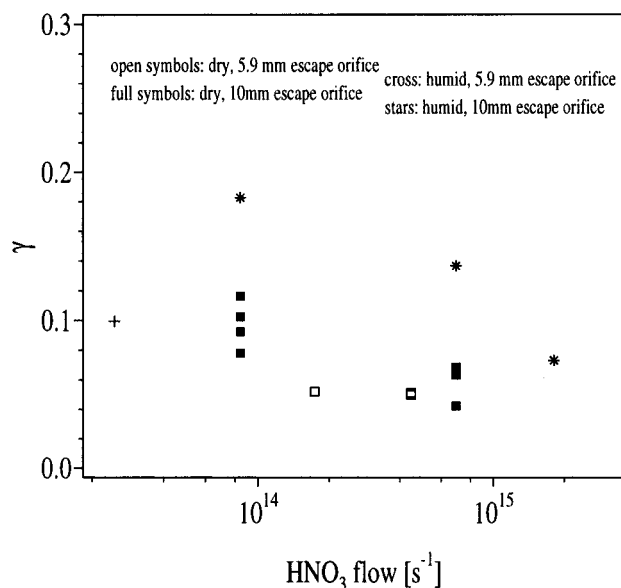 0.3
open symbols: dry, 5.9 mm escape orifice
full symbols: dry, 10mm escape orifice
cross: humid, 5.9 mm escape orifice
stars: humid, 10mm escape orifice
0.2
γ
0.1
0.0
10¹⁴
10¹⁵
HNO₃ flow [s⁻¹]